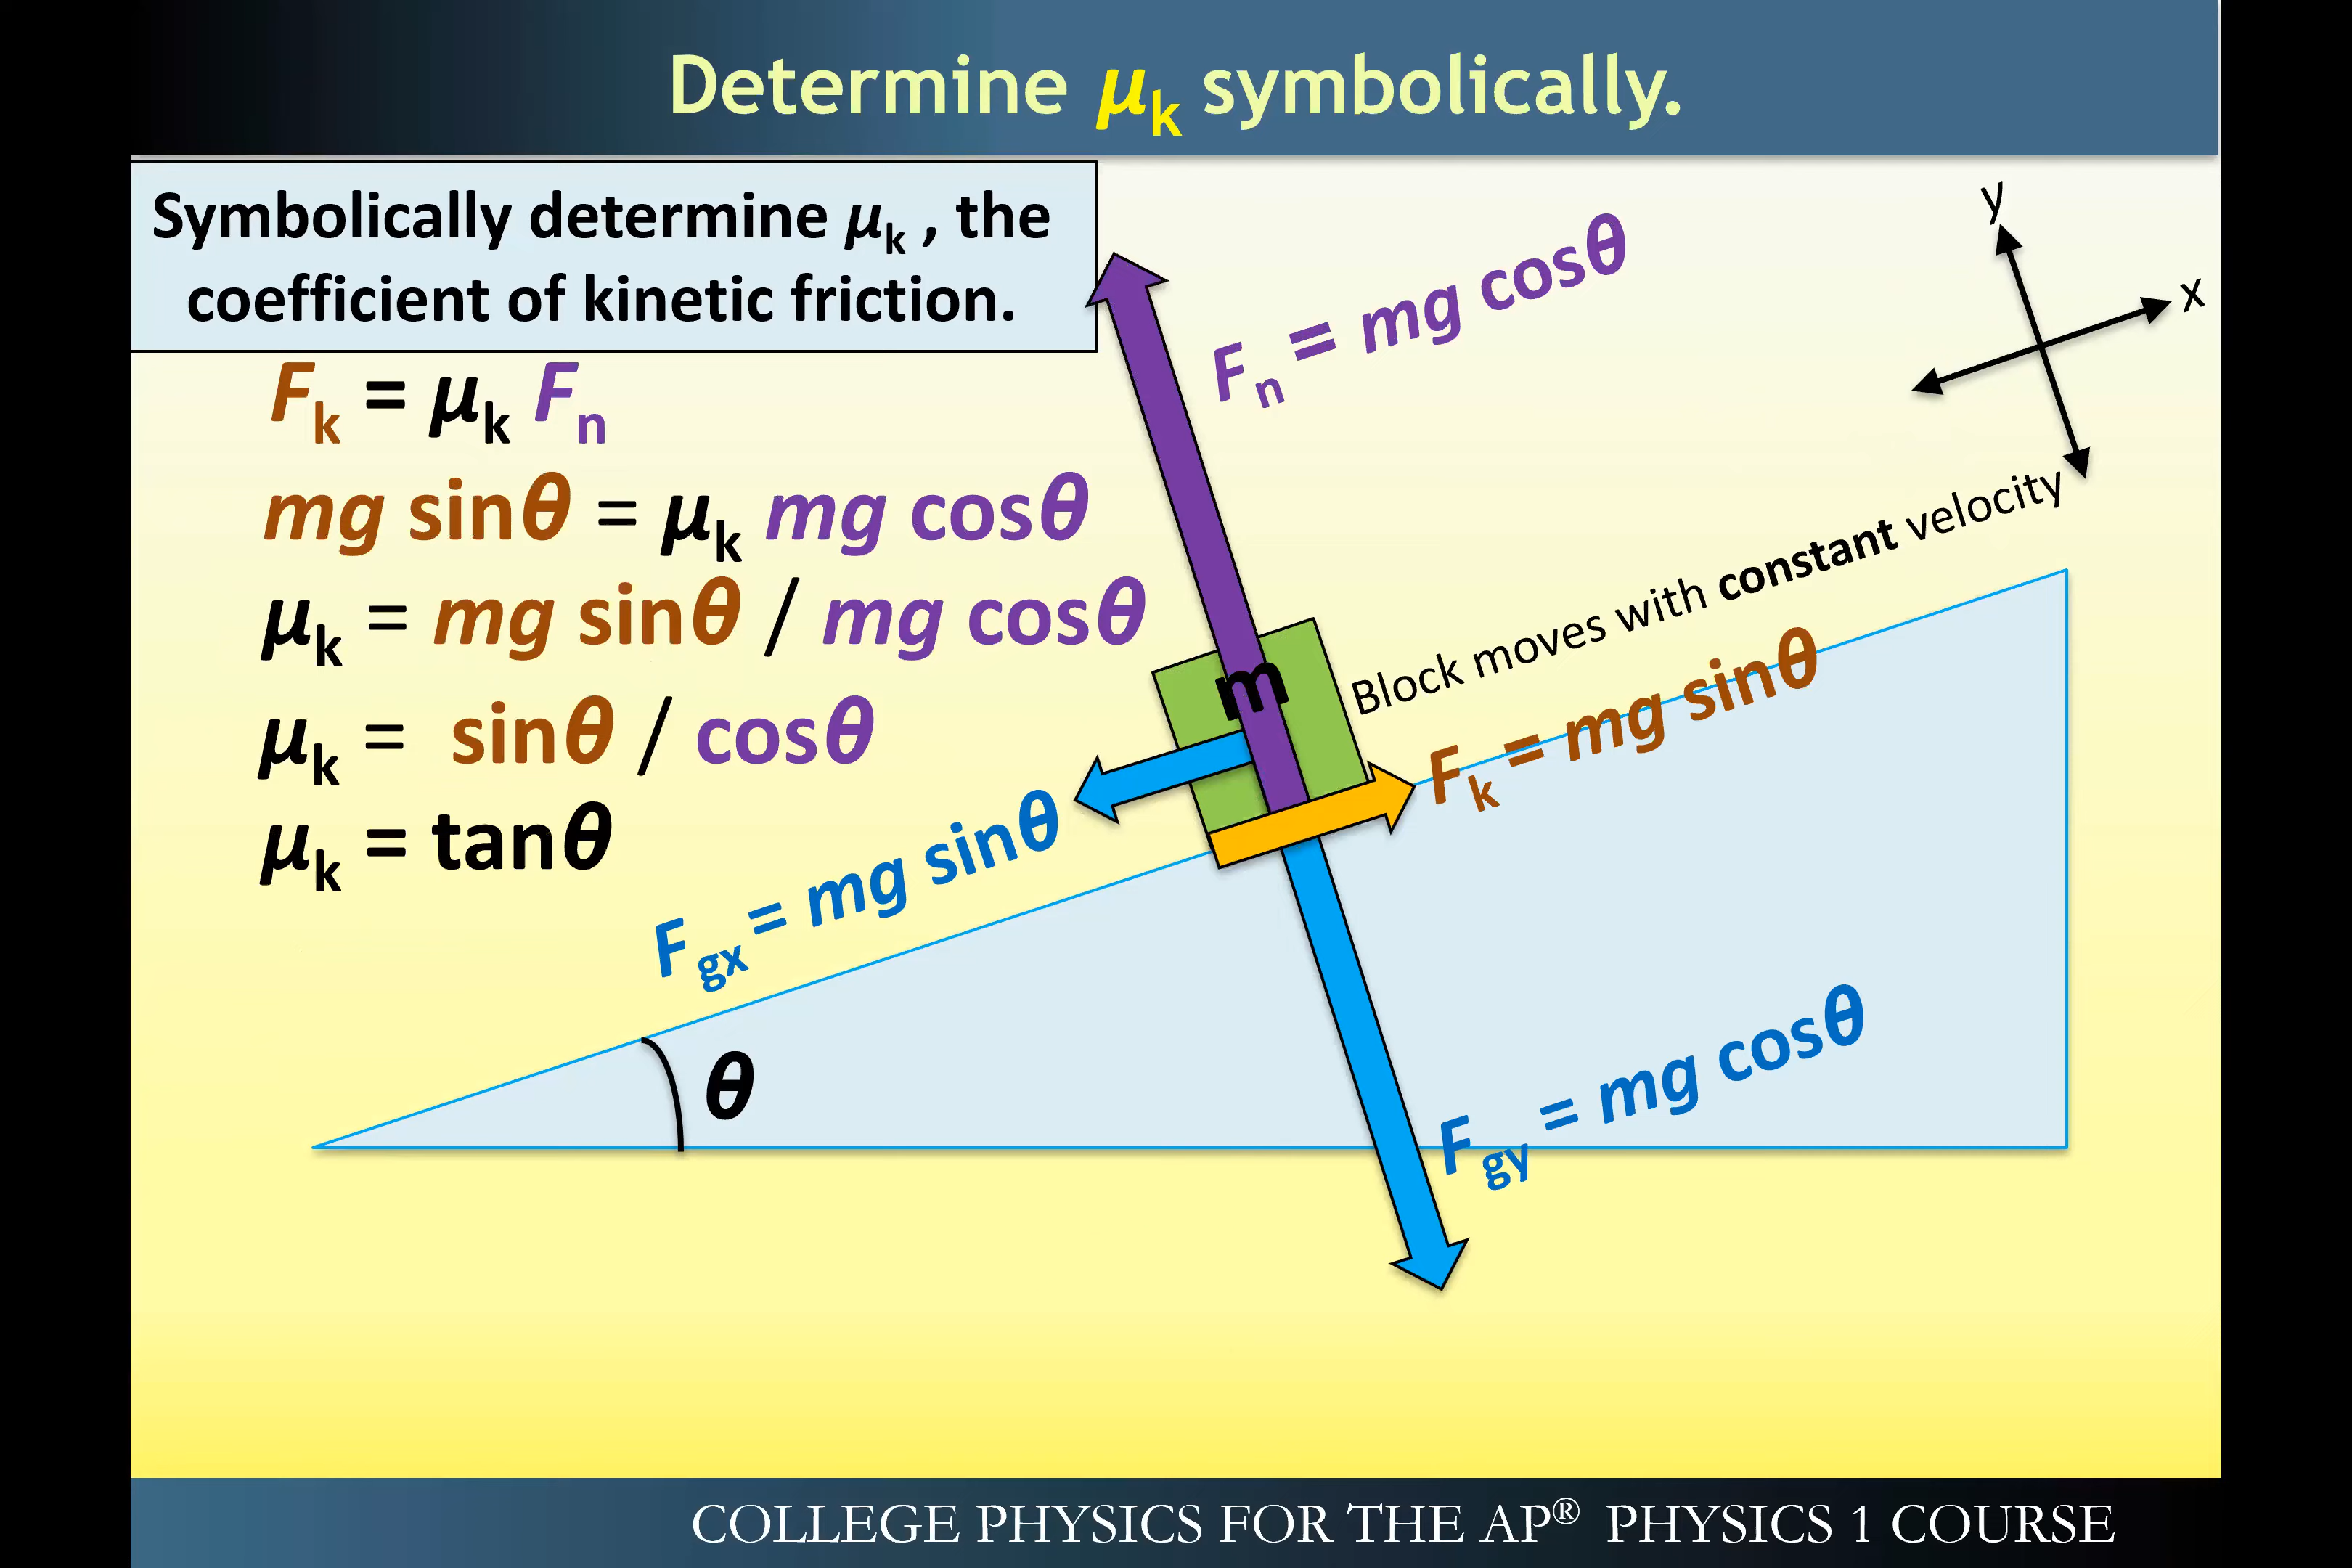 Determine μk symbolically.
Symbolically determine μk , the
coefficient of kinetic friction.
Fk = μk Fn
mg sinθ = μk mg cosθ
μk = mg sinθ / mg cosθ
μk = sinθ / cosθ
μk = tanθ
Fn = mg cosθ
y
x
Block moves with constant velocity
m
Fk = mg sinθ
Fgx = mg sinθ
θ
Fgy = mg cosθ
COLLEGE PHYSICS FOR THE AP® PHYSICS 1 COURSE